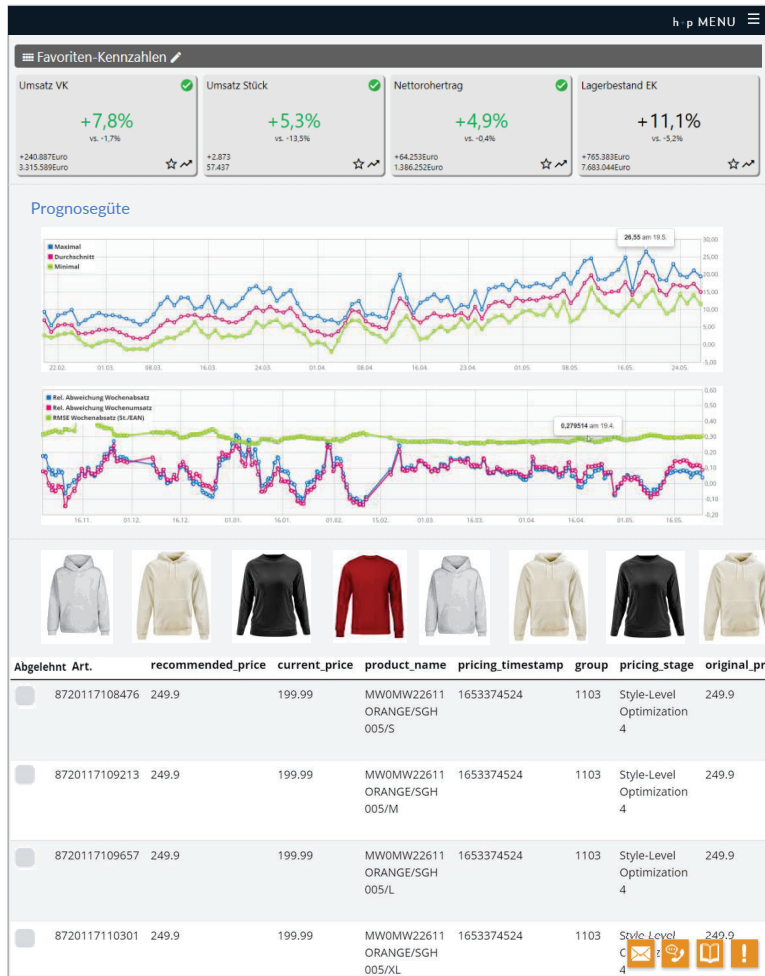 h+p MENU
Favoriten-Kennzahlen
Umsatz VK
+7,8%
vs. -1,7%
+240.887Euro
3.315.589Euro
Umsatz Stück
+5,3%
vs. -13,5%
+2.873
57.437
Nettorohertrag
+4,9%
vs. -0,4%
+64.253Euro
1.386.252Euro
Lagerbestand EK
+11,1%
vs. -5,2%
+765.383Euro
7.683.044Euro
Prognosegüte
Maximal
Durchschnitt
Minimal
26,55 am 19.5.
30,00
25,00
20,00
15,00
10,00
5,00
0,00
-5,00
22.02. 01.03. 08.03. 16.03. 24.03. 01.04. 08.04. 16.04. 23.04. 01.05. 08.05. 16.05. 24.05.
Rel. Abweichung Wochenabsatz
Rel. Abweichung Wochenumsatz
RMSE Wochenabsatz (St./EAN)
0,279514 am 19.4.
0,60
0,50
0,40
0,30
0,20
0,10
0,00
-0,10
-0,20
16.11. 01.12. 16.12. 01.01. 16.01. 01.02. 15.02. 01.03. 16.03. 01.04. 16.04. 01.05. 16.05.
Abgelehnt Art. recommended_price current_price product_name pricing_timestamp group pricing_stage original_pr
8720117108476 249.9 199.99 MW0MW22611 1653374524 1103 Style-Level 249.9
ORANGE/SGH Optimization
005/S 4
8720117109213 249.9 199.99 MW0MW22611 1653374524 1103 Style-Level 249.9
ORANGE/SGH Optimization
005/M 4
8720117109657 249.9 199.99 MW0MW22611 1653374524 1103 Style-Level 249.9
ORANGE/SGH Optimization
005/L 4
8720117110301 249.9 199.99 MW0MW22611 1653374524 1103 Style-Level 249.9
ORANGE/SGH
005/XL 4